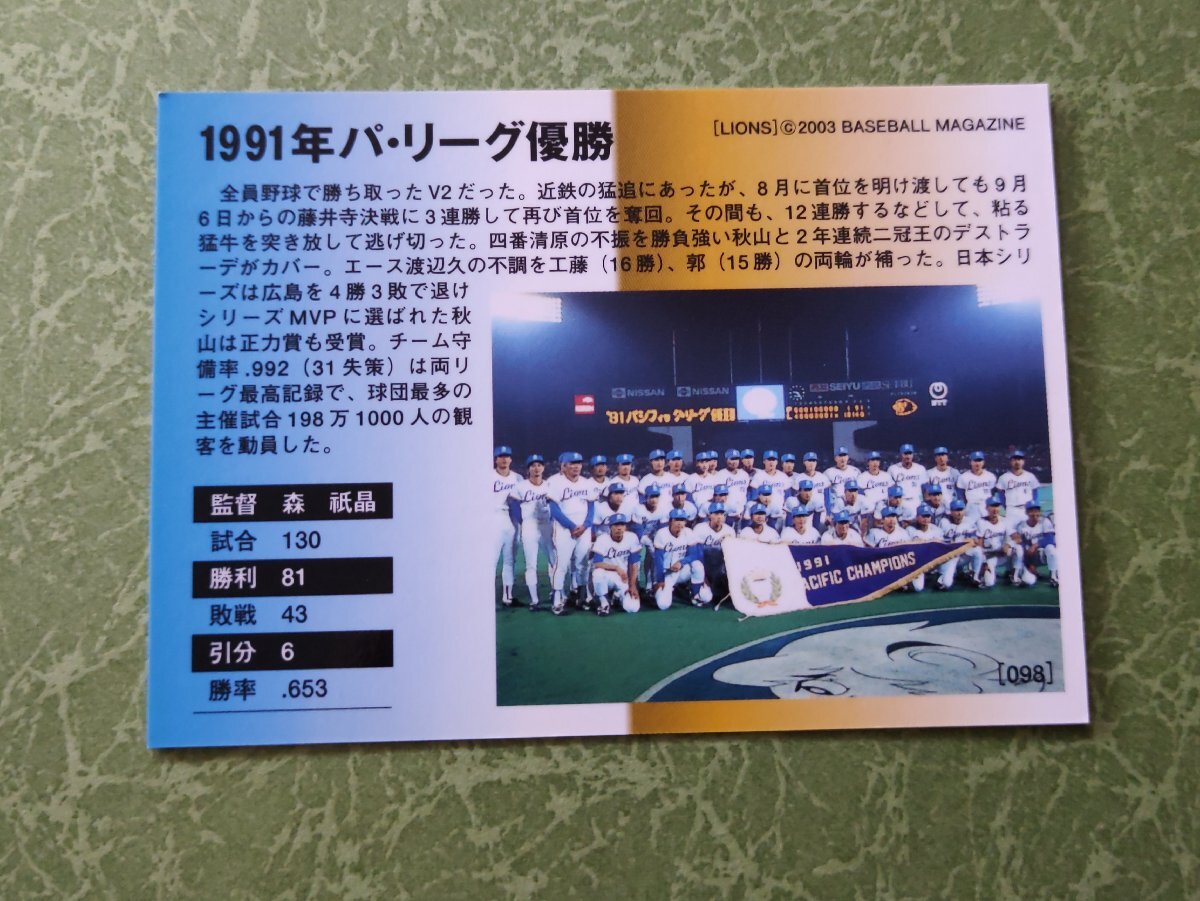 1991年パ・リーグ優勝
[LIONS]©2003 BASEBALL MAGAZINE
全員野球で勝ち取ったV2だった。近鉄の猛追にあったが、8月に首位を明け渡しても9月
6日からの藤井寺決戦に3連勝して再び首位を奪回。その間も、12連勝するなどして、粘る
猛牛を突き放して逃げ切った。四番清原の不振を勝負強い秋山と2年連続二冠王のデストラ
ーデがカバー。エース渡辺久の不調を工藤（16勝）、郭（15勝）の両輪が補った。日本シリ
ーズは広島を4勝3敗で退け
シリーズMVPに選ばれた秋
山は正力賞も受賞。チーム守
備率.992（31失策）は両リ
ーグ最高記録で、球団最多の
主催試合198万1000人の観
客を動員した。
監督 森 祇晶
試合 130
勝利 81
敗戦 43
引分 6
勝率 .653
NISSAN NISSAN SEIYU
'91パシフィック・リーグ優勝
Lions Lions Lions
1991
PACIFIC CHAMPIONS
[098]